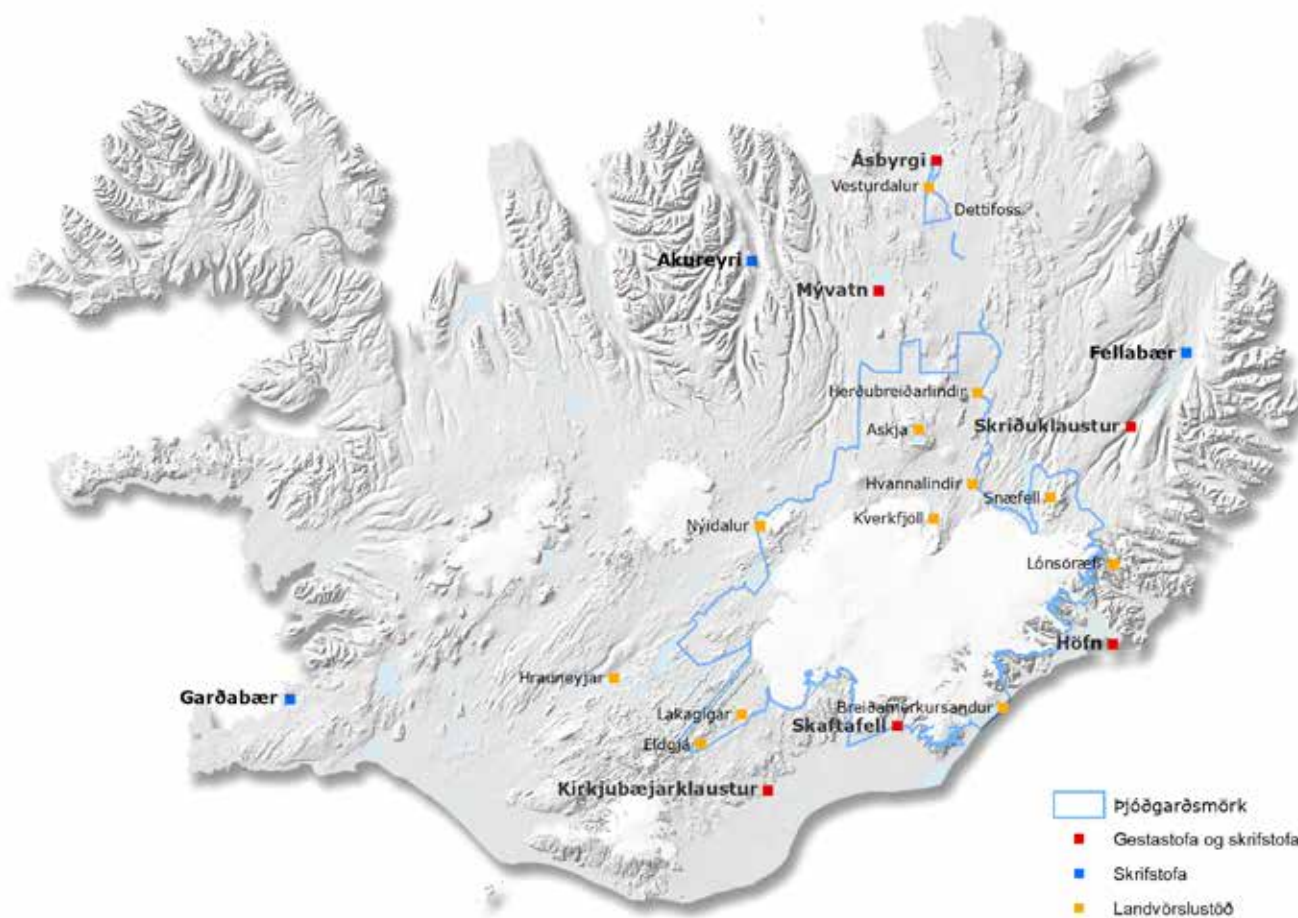 Ásbyrgi
Vesturdalur
Dettifoss
Akureyri
Mývatn
Fellabær
Herðubreiðarlindir
Askja
Skriðuklaustur
Hvannalindir
Snæfell
Kverkfjöll
Nýidalur
Lónsöræfi
Höfn
Hrauneyjar
Garðabær
Lakagígar
Breiðamerkursandur
Skaftafell
Eldgjá
Kirkjubæjarklaustur
Þjóðgarðsmörk
Gestastofa og skrifstofa
Skrifstofa
Landvörslustöð